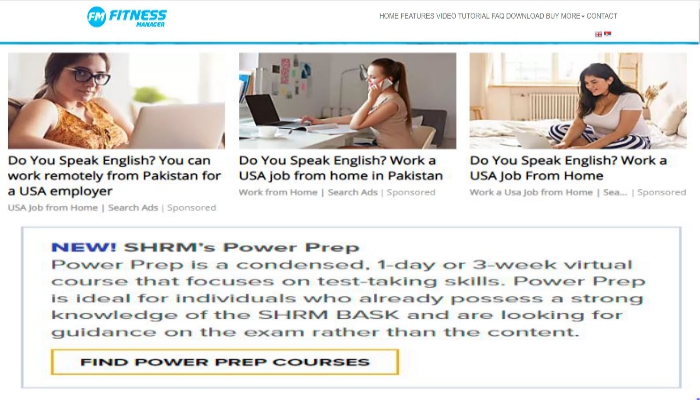 FM FITNESS
MANAGER
HOME FEATURES VIDEO TUTORIAL FAQ DOWNLOAD BUY MORE CONTACT
Do You Speak English? You can
work remotely from Pakistan for
a USA employer
USA Job from Home | Search Ads | Sponsored
Do You Speak English? Work a
USA job from home in Pakistan
Work from Home | Search Ads | Sponsored
Do You Speak English? Work a
USA Job From Home
Work a Usa Job from Home | Sea... | Sponsored
NEW! SHRM's Power Prep
Power Prep is a condensed, 1-day or 3-week virtual
course that focuses on test-taking skills. Power Prep
is ideal for individuals who already possess a strong
knowledge of the SHRM BASK and are looking for
guidance on the exam rather than the content.
FIND POWER PREP COURSES